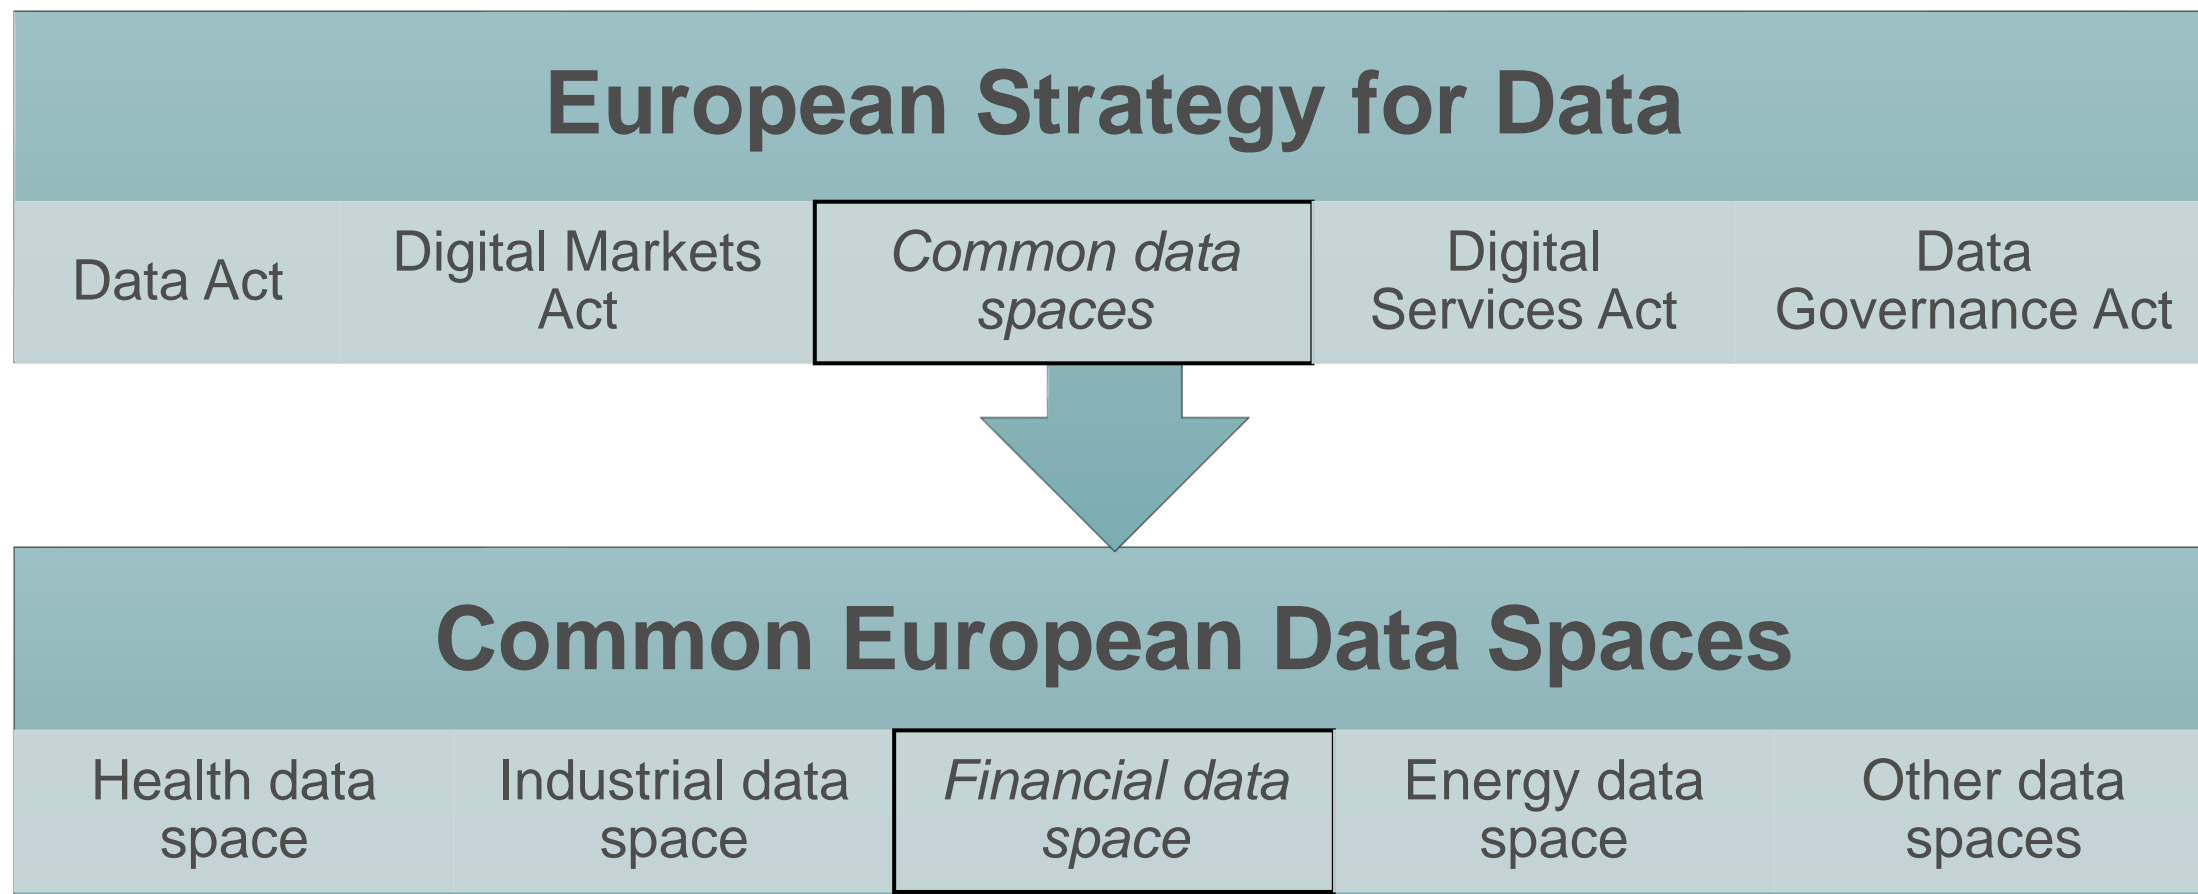 European Strategy for Data
Data Act
Digital Markets
Act
Common data
spaces
Digital
Services Act
Data
Governance Act
Common European Data Spaces
Health data
space
Industrial data
space
Financial data
space
Energy data
space
Other data
spaces